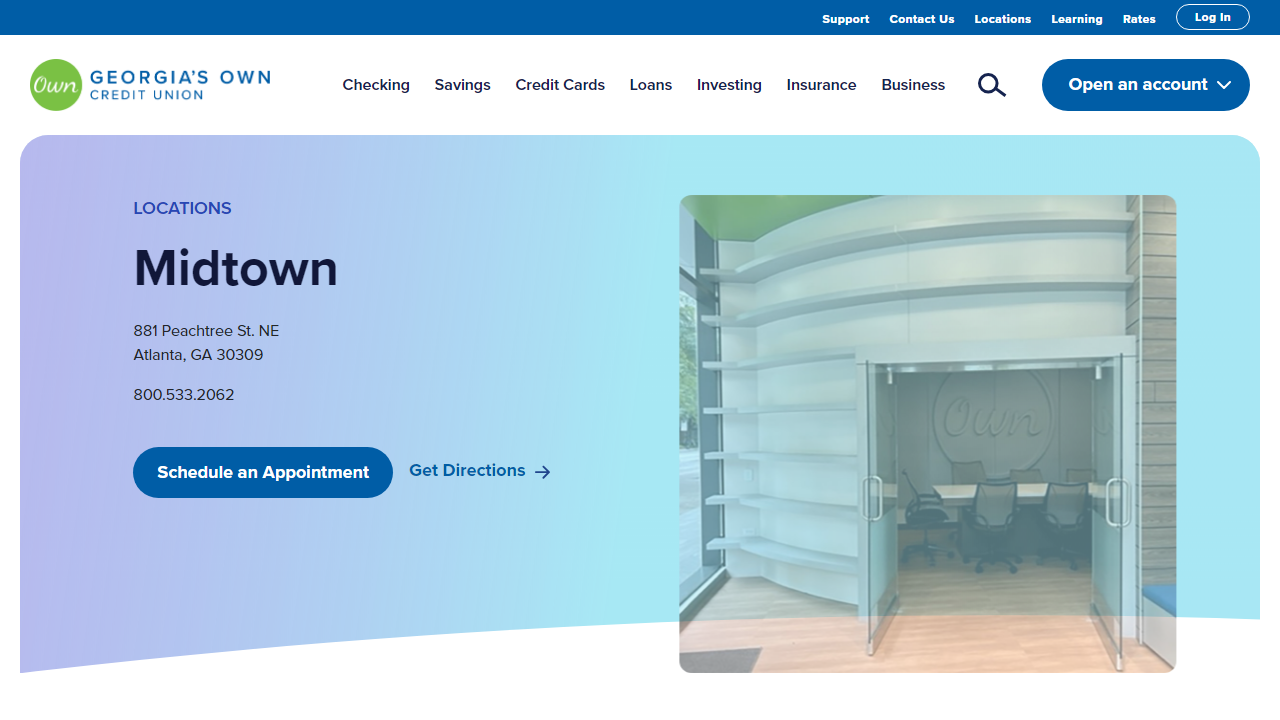 Support Contact Us Locations Learning Rates Log In
Own GEORGIA'S OWN
CREDIT UNION
Checking Savings Credit Cards Loans Investing Insurance Business Open an account
LOCATIONS
Midtown
881 Peachtree St. NE
Atlanta, GA 30309
800.533.2062
Schedule an Appointment Get Directions
Own